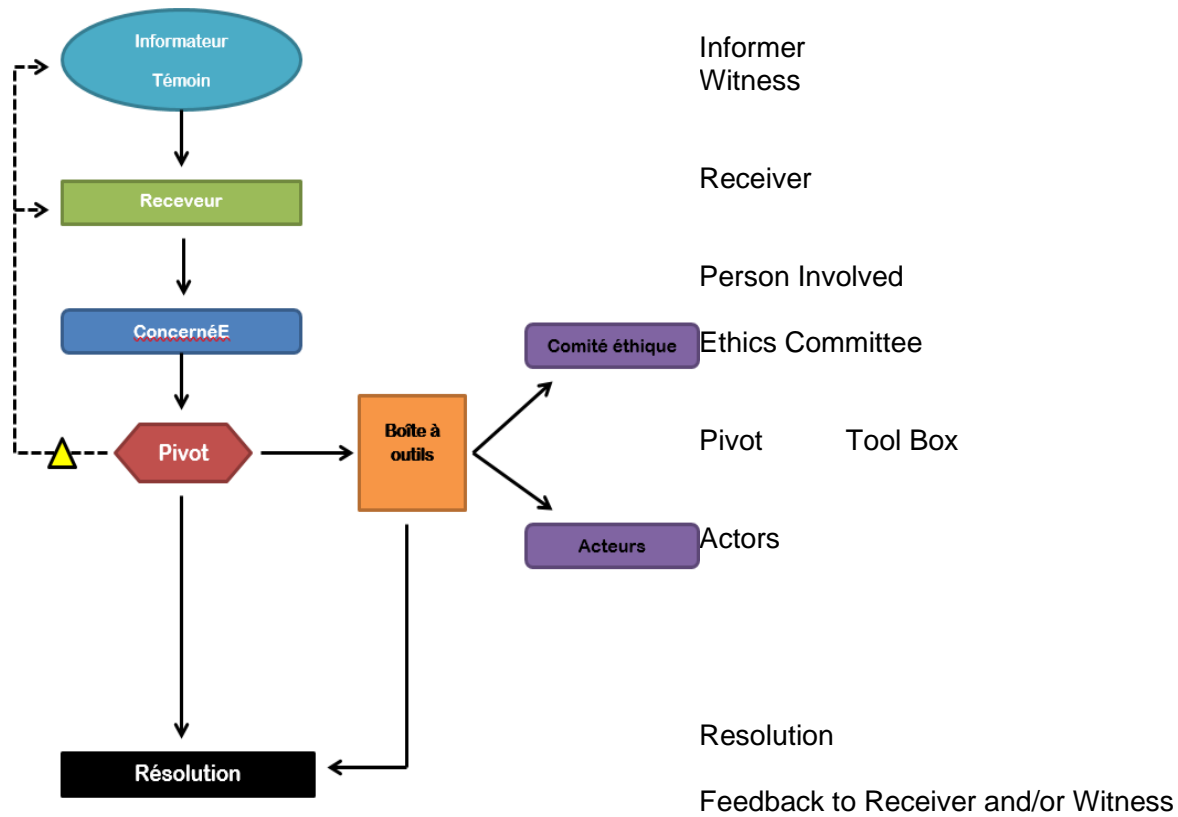 Informateur
Témoin
Informer
Witness
Receveur
Receiver
Person Involved
ConcernéE
Comité éthique
Ethics Committee
Pivot
Boîte à
outils
Pivot Tool Box
Acteurs
Actors
Resolution
Résolution
Feedback to Receiver and/or Witness